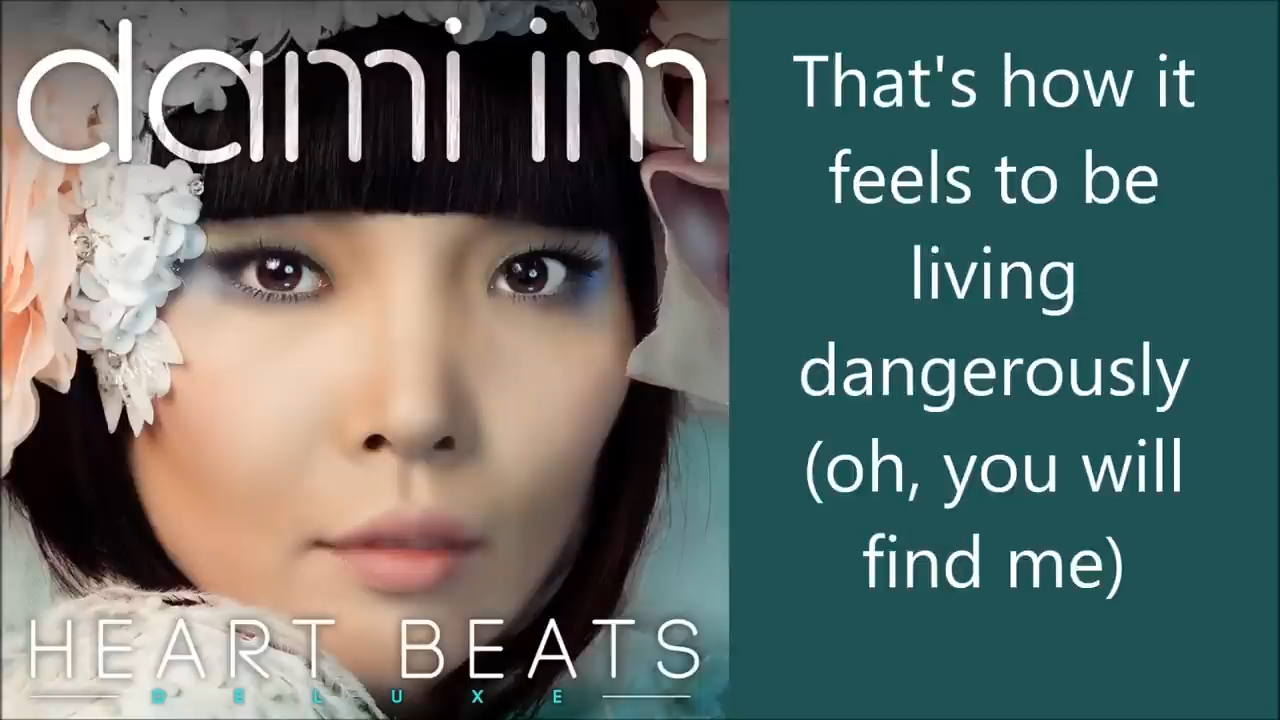 dami im
HEART BEATS
DELUXE
That's how it
feels to be
living
dangerously
(oh, you will
find me)